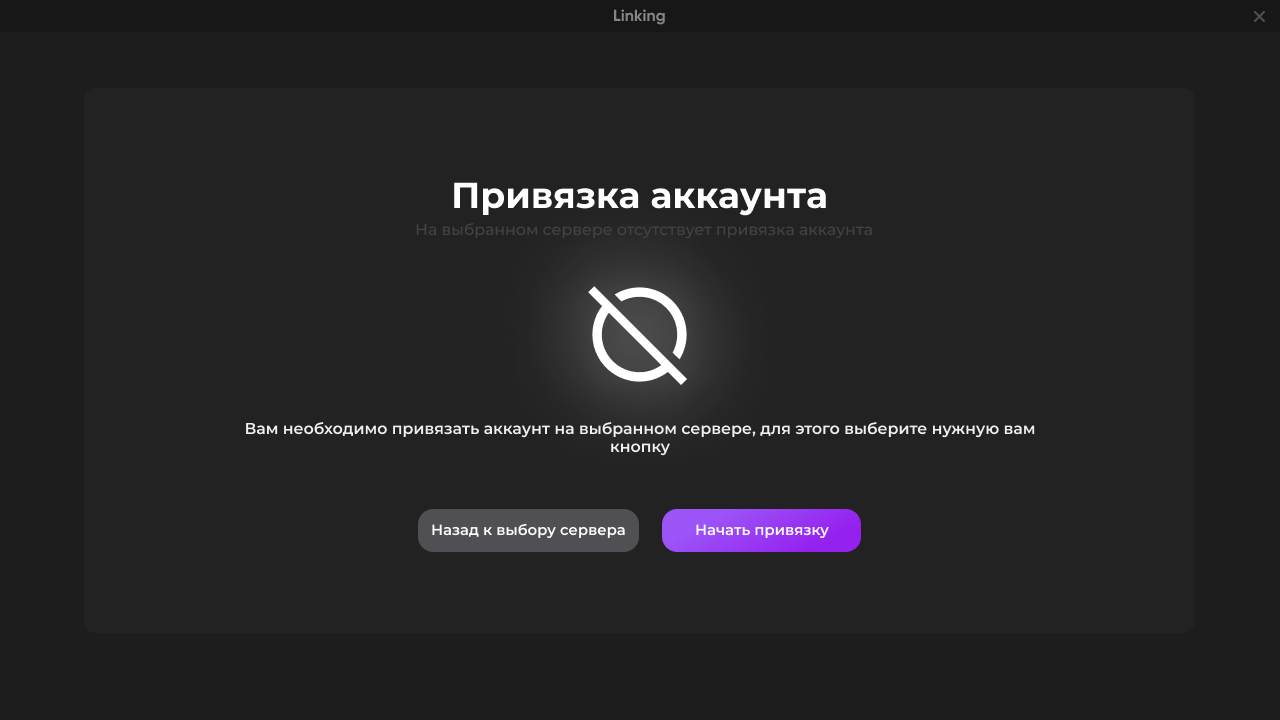 Linking
Привязка аккаунта
На выбранном сервере отсутствует привязка аккаунта
Вам необходимо привязать аккаунт на выбранном сервере, для этого выберите нужную вам
кнопку
Назад к выбору сервера
Начать привязку